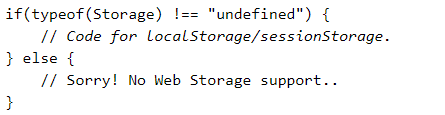 if(typeof(Storage) !== "undefined") {
    // Code for localStorage/sessionStorage.
} else {
    // Sorry! No Web Storage support..
}